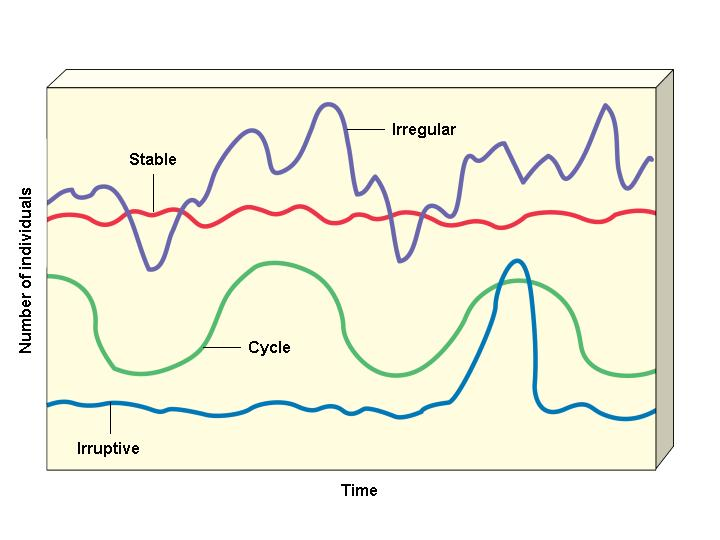 Irregular
Stable
Number of individuals
Cycle
Irruptive
Time